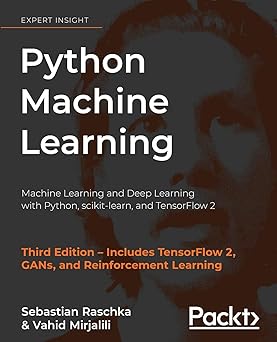 EXPERT INSIGHT
Python
Machine
Learning
Machine Learning and Deep Learning
with Python, scikit-learn, and TensorFlow 2
Third Edition – Includes TensorFlow 2,
GANs, and Reinforcement Learning
Sebastian Raschka
& Vahid Mirjalili
Packt>